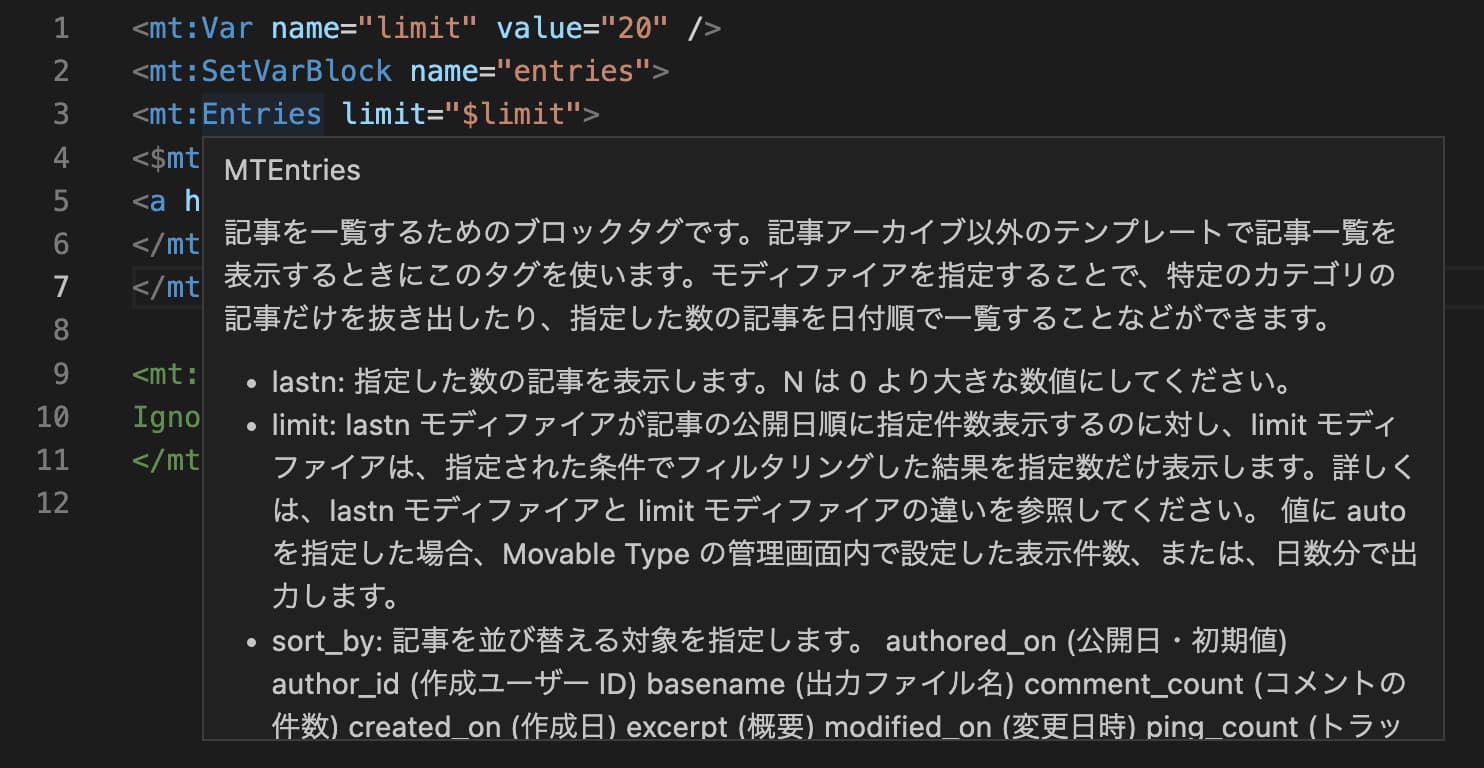 1 <mt:Var name="limit" value="20" />
2 <mt:SetVarBlock name="entries">
3 <mt:Entries limit="$limit">
4 <$mt
5 <a h
6 </mt
7 </mt
8
9 <mt:
10 Igno
11 </mt
12
MTEntries
記事を一覧するためのブロックタグです。記事アーカイブ以外のテンプレートで記事一覧を
表示するときにこのタグを使います。モディファイアを指定することで、特定のカテゴリの
記事だけを抜き出したり、指定した数の記事を日付順で一覧することなどができます。
• lastn: 指定した数の記事を表示します。N は 0 より大きな数値にしてください。
• limit: lastn モディファイアが記事の公開日順に指定件数表示するのに対し、limit モディ
ファイアは、指定された条件でフィルタリングした結果を指定数だけ表示します。詳しく
は、lastn モディファイアと limit モディファイアの違いを参照してください。 値に auto
を指定した場合、Movable Type の管理画面内で設定した表示件数、または、日数分で出
力します。
• sort_by: 記事を並び替える対象を指定します。 authored_on (公開日・初期値)
author_id (作成ユーザー ID) basename (出力ファイル名) comment_count (コメントの
件数) created_on (作成日) excerpt (概要) modified_on (変更日時) ping_count (トラッ